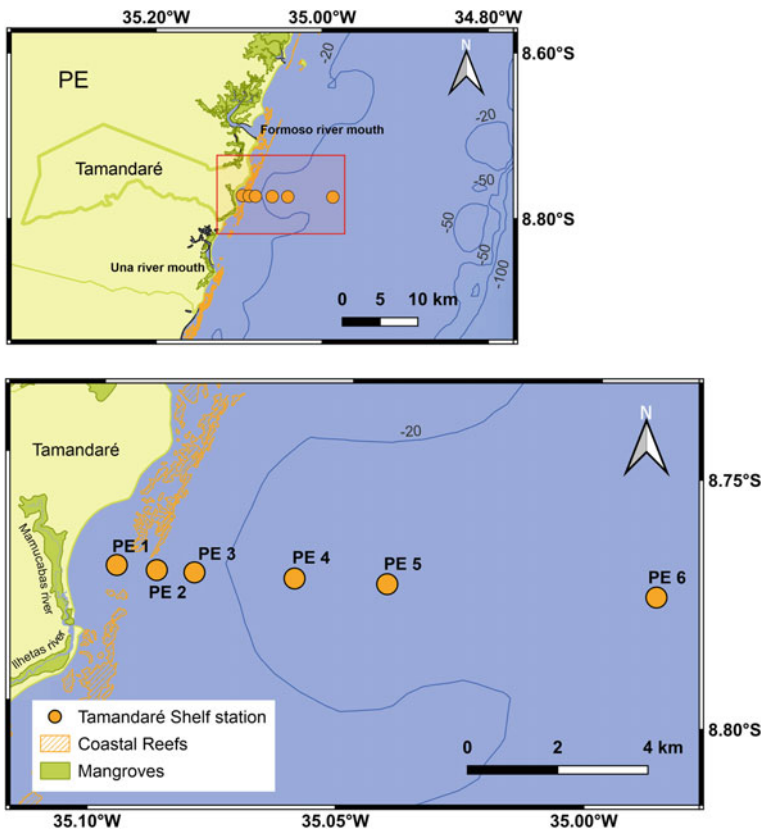 35.20°W 35.00°W 34.80°W
8.60°S
N
-20
PE
Formoso river mouth
-20
Tamandaré
-50
8.80°S
-50
-50
Una river mouth
-100
0 5 10 km
Tamandaré
-20
N
8.75°S
PE 1
PE 3
PE 4
PE 5
PE 6
PE 2
Mamucabas river
Ilhetas river
Tamandaré Shelf station
Coastal Reefs
Mangroves
8.80°S
0 2 4 km
35.10°W 35.05°W 35.00°W